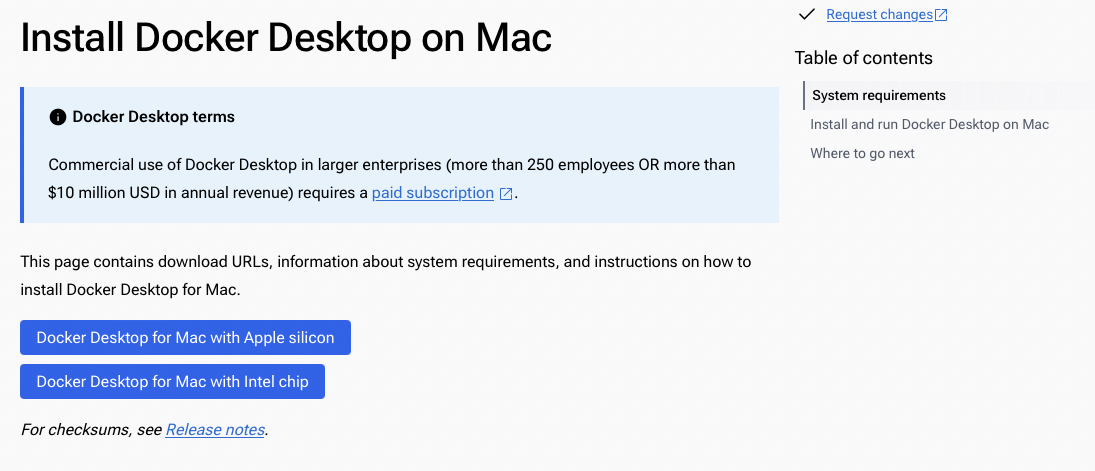 Install Docker Desktop on Mac
Docker Desktop terms
Commercial use of Docker Desktop in larger enterprises (more than 250 employees OR more than
$10 million USD in annual revenue) requires a paid subscription.
This page contains download URLs, information about system requirements, and instructions on how to
install Docker Desktop for Mac.
Docker Desktop for Mac with Apple silicon
Docker Desktop for Mac with Intel chip
For checksums, see Release notes.
Request changes
Table of contents
System requirements
Install and run Docker Desktop on Mac
Where to go next